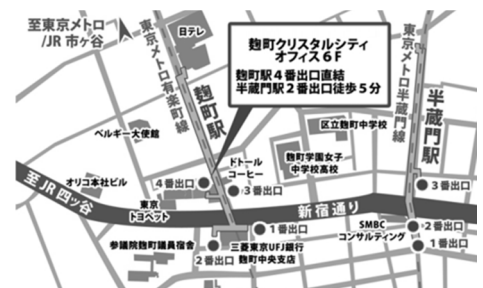 至東京メトロ
/JR 市ヶ谷
日テレ
麹町クリスタルシティ
オフィス6F
麹町駅4番出口直結
半蔵門駅2番出口徒歩5分
東京メトロ有楽町線
麹町駅
東京メトロ半蔵門線
半蔵門駅
ベルギー大使館
区立麹町中学校
麹町学園女子
中学校高校
ドトール
コーヒー
オリコ本社ビル
4番出口
3番出口
3番出口
至JR四ッ谷
東京
トヨペット
新宿通り
1番出口
SMBC
コンサルティング
2番出口
1番出口
参議院麹町議員宿舎
2番出口
三菱東京UFJ銀行
麹町中央支店